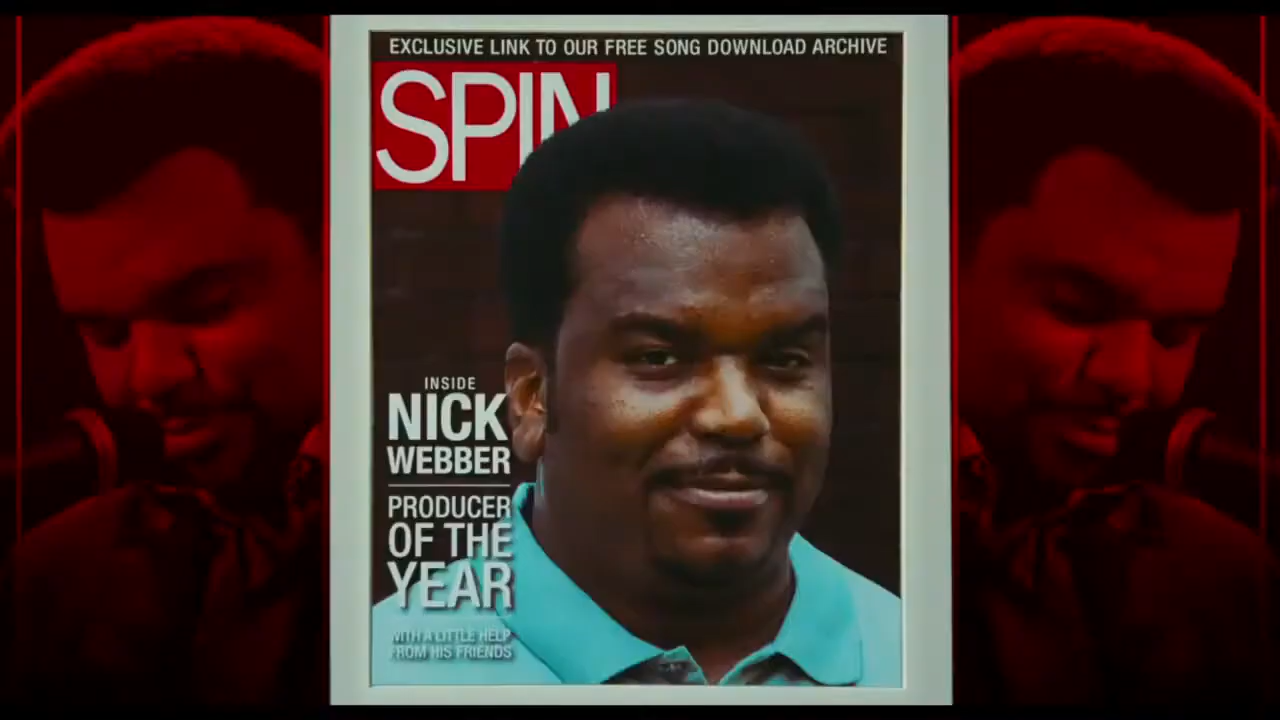 EXCLUSIVE LINK TO OUR FREE SONG DOWNLOAD ARCHIVE
SPIN
INSIDE
NICK
WEBBER
PRODUCER
OF THE
YEAR
WITH A LITTLE HELP
FROM HIS FRIENDS